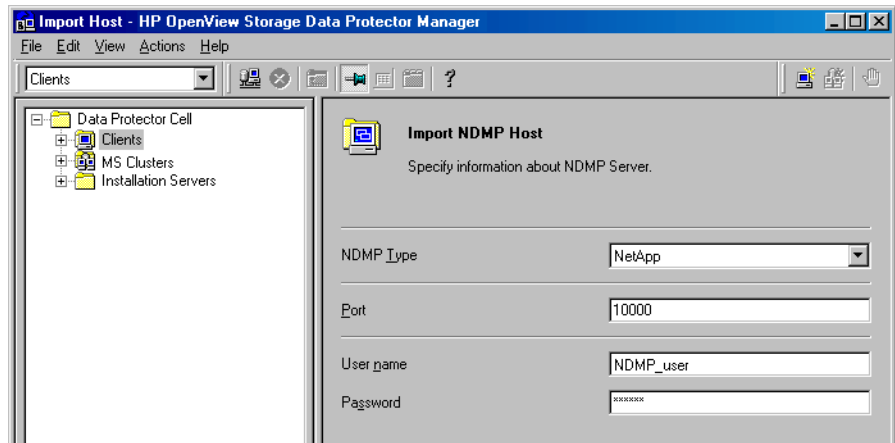 Import Host - HP OpenView Storage Data Protector Manager
File Edit View Actions Help
Clients
?
Data Protector Cell
Clients
MS Clusters
Installation Servers
Import NDMP Host
Specify information about NDMP Server.
NDMP Type NetApp
Port 10000
User name NDMP_user
Password ××××××